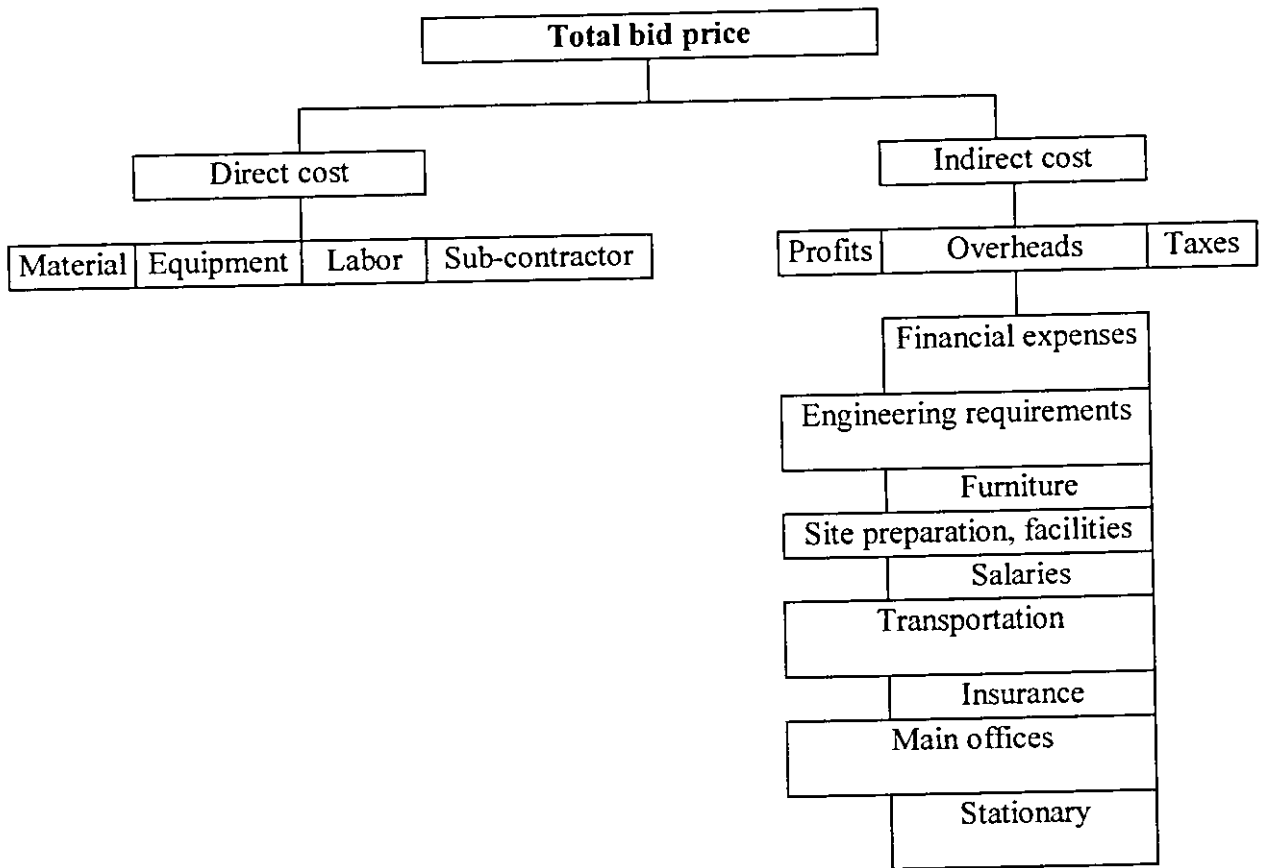 Total bid price
Direct cost
Indirect cost
Material Equipment Labor Sub-contractor
Profits Overheads Taxes
Financial expenses
Engineering requirements
Furniture
Site preparation, facilities
Salaries
Transportation
Insurance
Main offices
Stationary